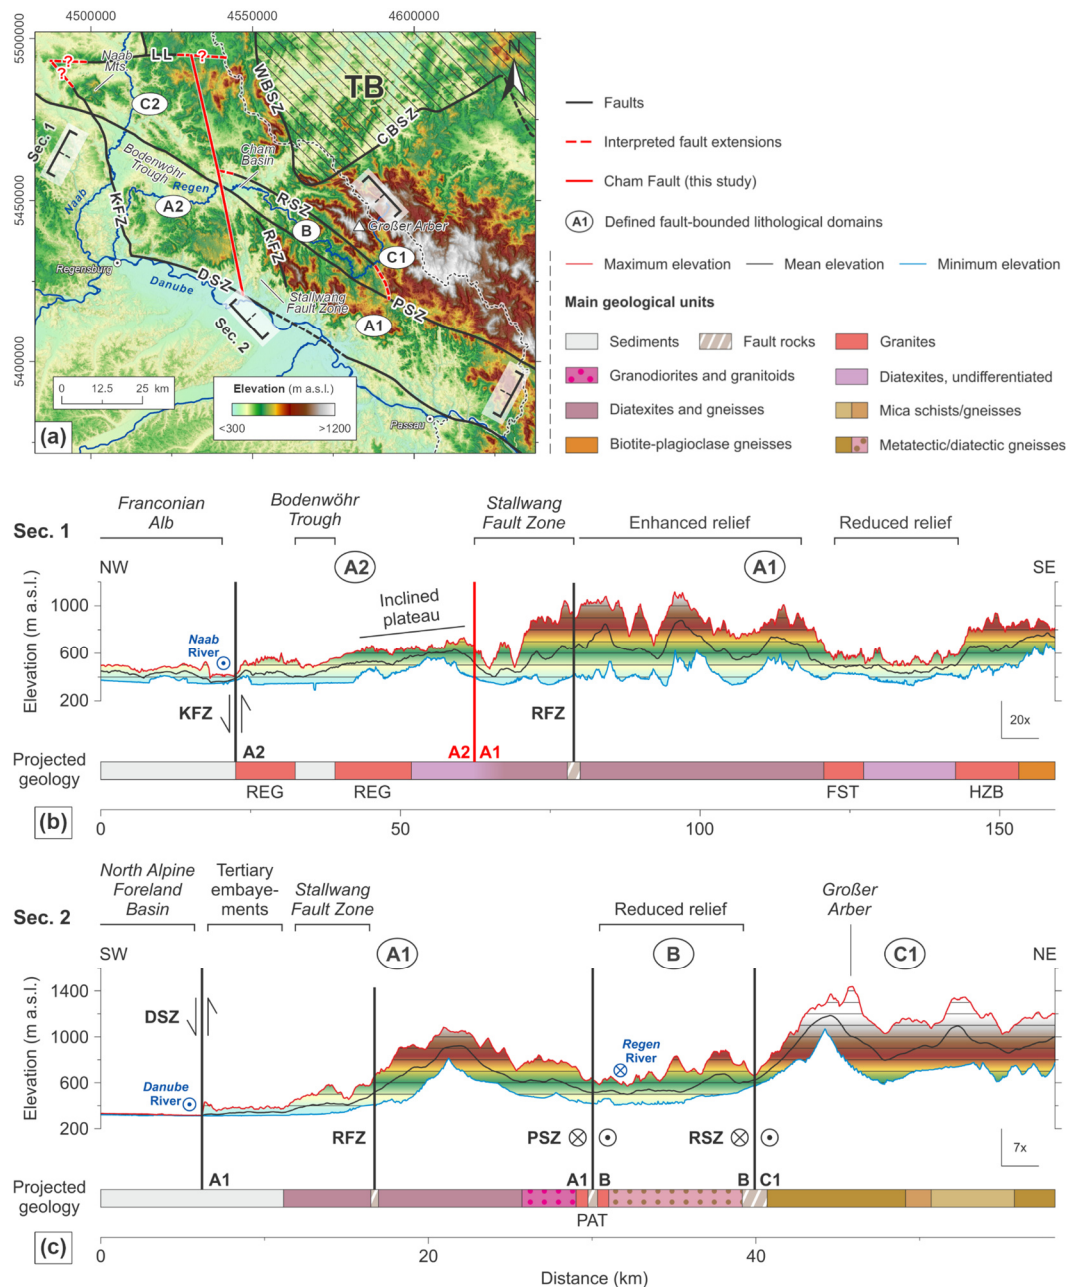 4500000
4550000
4600000
5500000
5450000
5400000
Naab
Mts.
LL
?
?
?
WBSZ
TB
CBSZ
N
C2
Sec. 1
Bodenwöhr
Trough
Cham
Basin
Regen
Naab
KFZ
A2
RSZ
B
Großer Arber
RFZ
C1
Regensburg
DSZ
Danube
Stallwang
Fault Zone
PSZ
A1
Sec. 2
0 12.5 25 km
Elevation (m a.s.l.)
<300 >1200
Passau
(a)
Faults
Interpreted fault extensions
Cham Fault (this study)
A1 Defined fault-bounded lithological domains
Maximum elevation Mean elevation Minimum elevation
Main geological units
Sediments Fault rocks Granites
Granodiorites and granitoids Diatexites, undifferentiated
Diatexites and gneisses Mica schists/gneisses
Biotite-plagioclase gneisses Metatectic/diatectic gneisses
Sec. 1
Franconian
Alb
Bodenwöhr
Trough
Stallwang
Fault Zone
Enhanced relief
Reduced relief
NW
A2
A1
SE
Elevation (m a.s.l.)
1000
600
200
Naab
River
Inclined
plateau
KFZ
RFZ
20x
A2
A2 A1
Projected
geology
REG REG FST HZB
(b)
0 50 100 150
Sec. 2
North Alpine
Foreland
Basin
Tertiary
embaye-
ments
Stallwang
Fault Zone
Reduced relief
Großer
Arber
SW
A1
B
C1
NE
Elevation (m a.s.l.)
1400
1000
600
200
DSZ
Danube
River
Regen
River
RFZ
PSZ
RSZ
7x
A1
A1 B
B C1
Projected
geology
PAT
(c)
0 20 40
Distance (km)